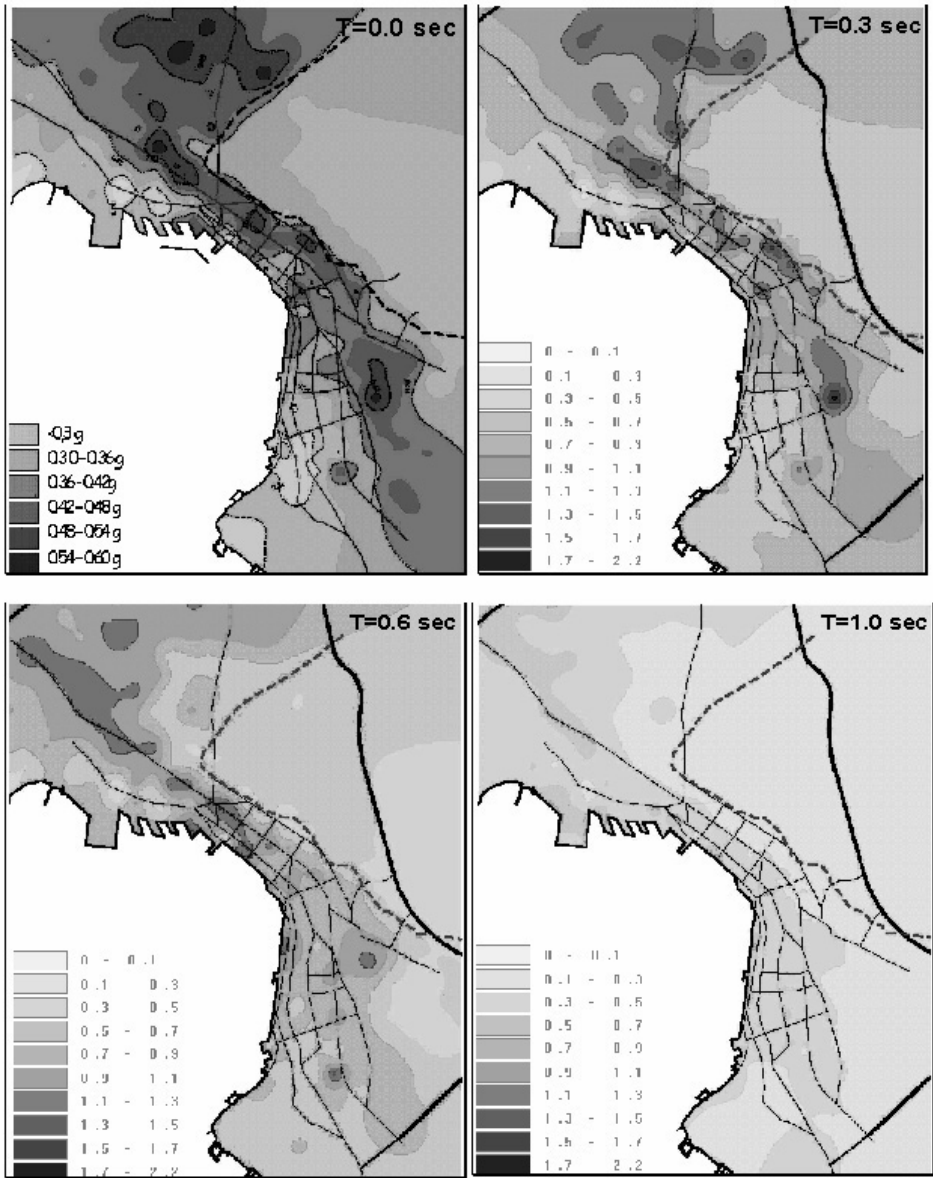 T=0.0 sec
-0,3g
0.30-0.36g
0.36-0.42g
0.42-0.48g
0.48-0.54g
0.54-0.60g
T=0.3 sec
0 - 0.1
0.1 0.3
0.3 - 0.5
0.5 - 0.7
0.7 - 0.9
0.9 - 1.1
1.1 - 1.3
1.3 - 1.5
1.5 1.7
1.7 - 2.2
T=0.6 sec
0 - 0.1
0.1 0.3
0.3 0.5
0.5 - 0.7
0.7 - 0.9
0.9 1.1
1.1 - 1.3
1.3 1.5
1.5 - 1.7
1.7 - 2.2
T=1.0 sec
0 - 0.1
0.1 - 0.3
0.3 - 0.5
0.5 0.7
0.7 0.9
0.9 1.1
1.1 1.3
1.3 - 1.5
1.5 - 1.7
1.7 2.2